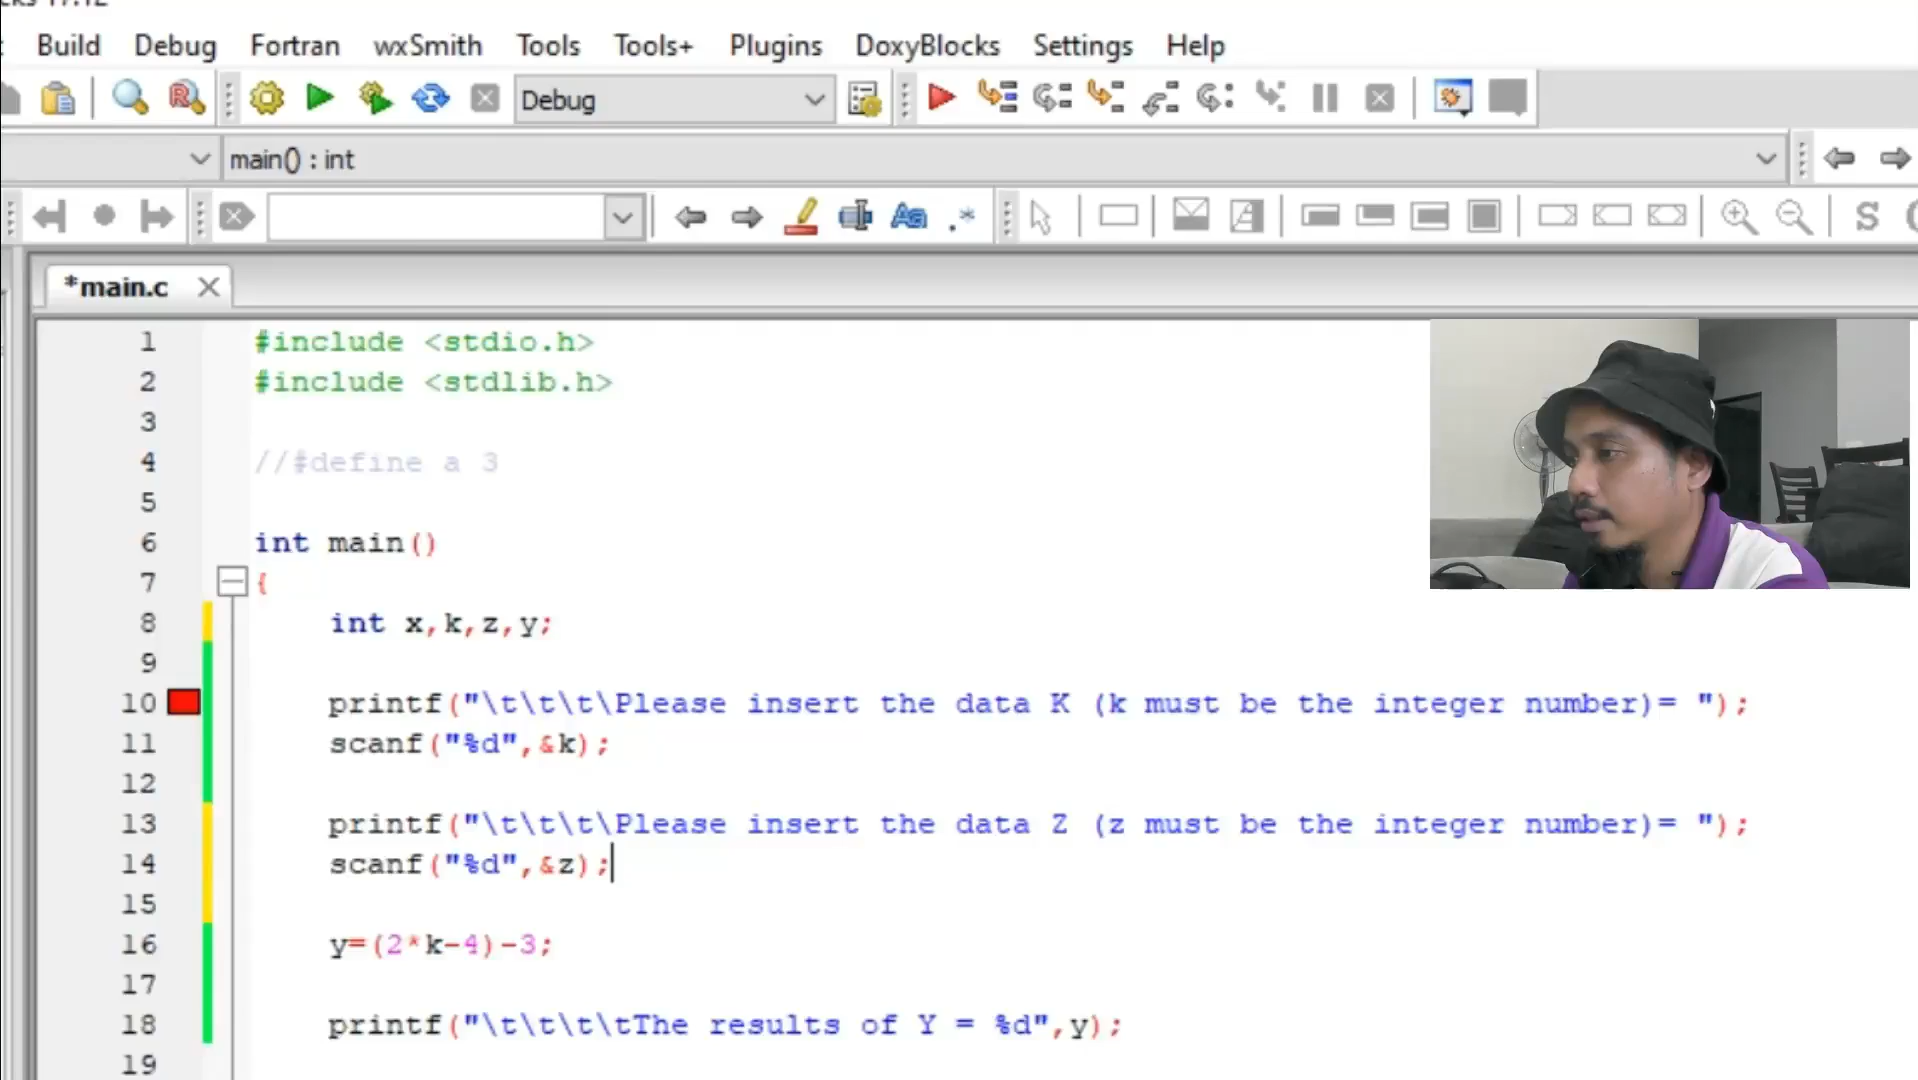 Build Debug Fortran wxSmith Tools Tools+ Plugins DoxyBlocks Settings Help
Debug
main() : int
S
*main.c
1 #include <stdio.h>
2 #include <stdlib.h>
3
4 //#define a 3
5
6 int main()
7 {
8 int x,k,z,y;
9
10 printf("\t\t\t\Please insert the data K (k must be the integer number)= ");
11 scanf("%d",&k);
12
13 printf("\t\t\t\Please insert the data Z (z must be the integer number)= ");
14 scanf("%d",&z);
15
16 y=(2*k-4)-3;
17
18 printf("\t\t\t\tThe results of Y = %d",y);
19